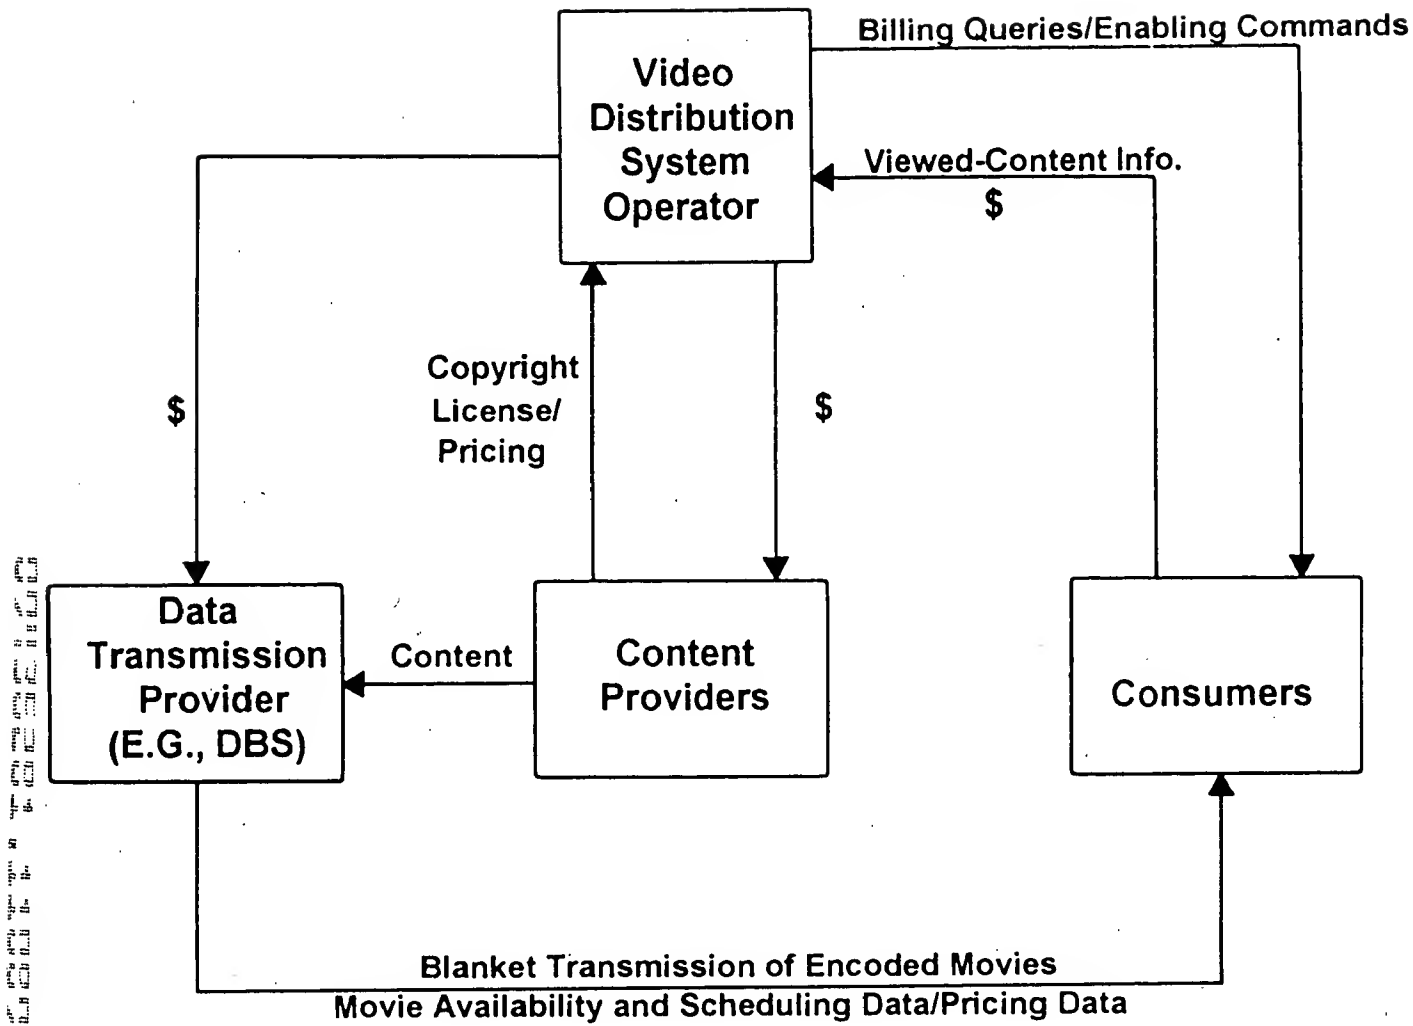 Billing Queries/Enabling Commands
Video
Distribution
System
Operator
Viewed-Content Info.
$
Copyright
License/
Pricing
$
$
Data
Transmission
Provider
(E.G., DBS)
Content
Content
Providers
Consumers
Blanket Transmission of Encoded Movies
Movie Availability and Scheduling Data/Pricing Data